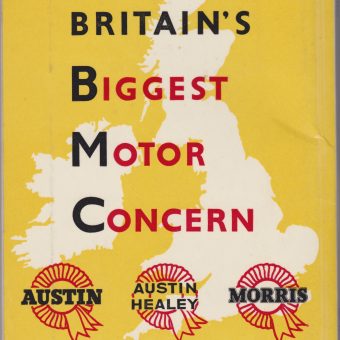 BRITAIN'S
BIGGEST
MOTOR
CONCERN
AUSTIN
AUSTIN
HEALEY
MORRIS